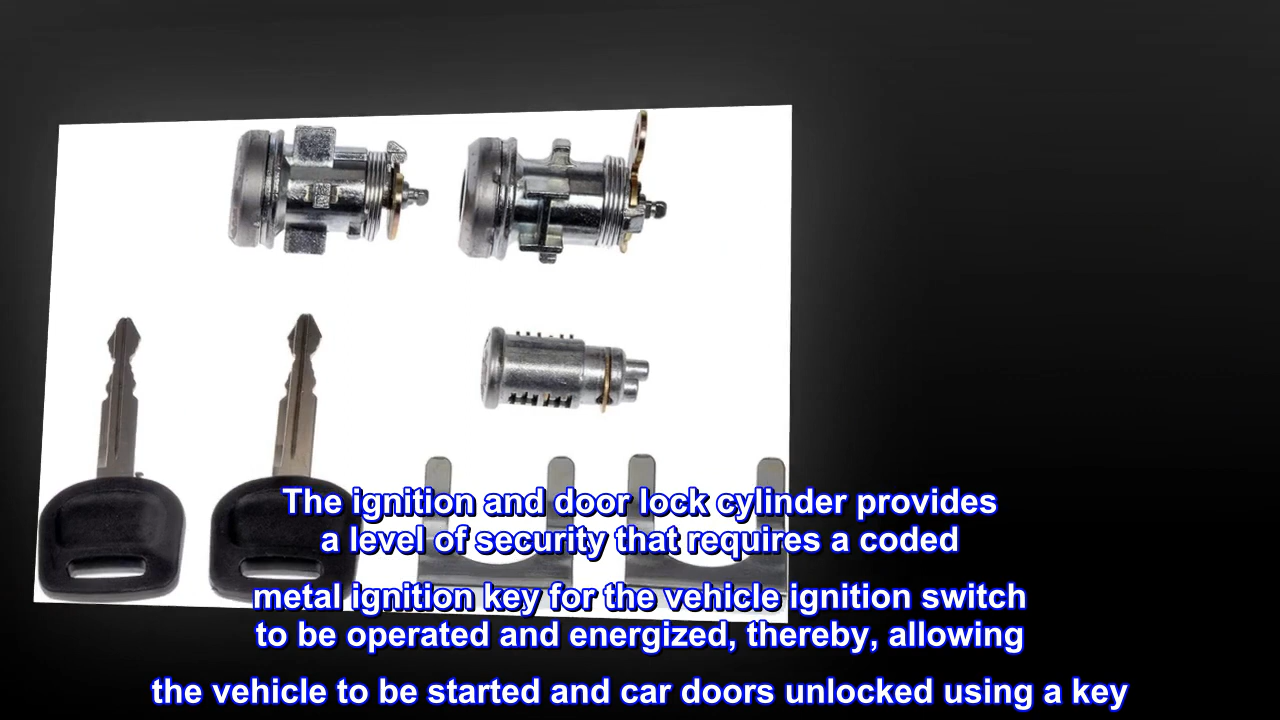 The ignition and door lock cylinder provides
a level of security that requires a coded
metal ignition key for the vehicle ignition switch
to be operated and energized, thereby, allowing
the vehicle to be started and car doors unlocked using a key